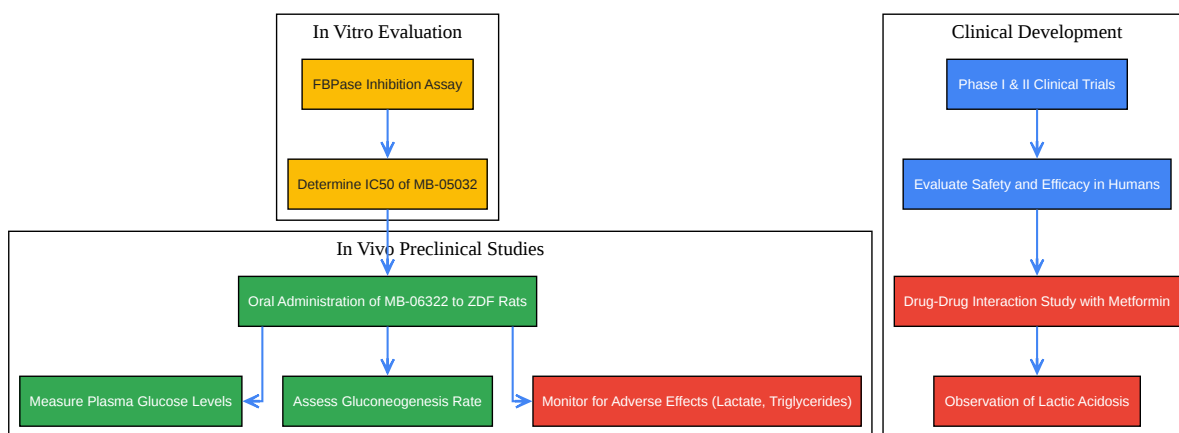 In Vitro Evaluation
FBPase Inhibition Assay
Determine IC50 of MB-05032
In Vivo Preclinical Studies
Oral Administration of MB-06322 to ZDF Rats
Measure Plasma Glucose Levels
Assess Gluconeogenesis Rate
Monitor for Adverse Effects (Lactate, Triglycerides)
Clinical Development
Phase I & II Clinical Trials
Evaluate Safety and Efficacy in Humans
Drug-Drug Interaction Study with Metformin
Observation of Lactic Acidosis